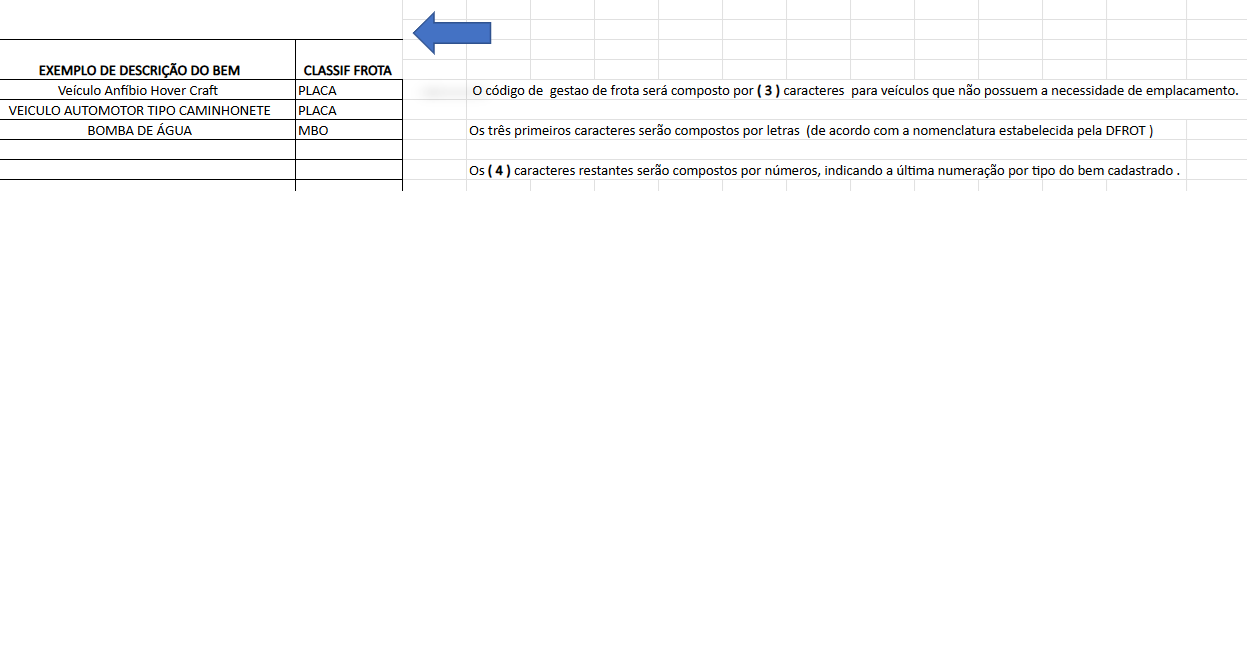 EXEMPLO DE DESCRIÇÃO DO BEM CLASSIF FROTA
Veículo Anfíbio Hover Craft PLACA O código de gestao de frota será composto por ( 3 ) caracteres para veículos que não possuem a necessidade de emplacamento.
VEICULO AUTOMOTOR TIPO CAMINHONETE PLACA
BOMBA DE ÁGUA MBO Os três primeiros caracteres serão compostos por letras (de acordo com a nomenclatura estabelecida pela DFROT )
Os ( 4 ) caracteres restantes serão compostos por números, indicando a última numeração por tipo do bem cadastrado .